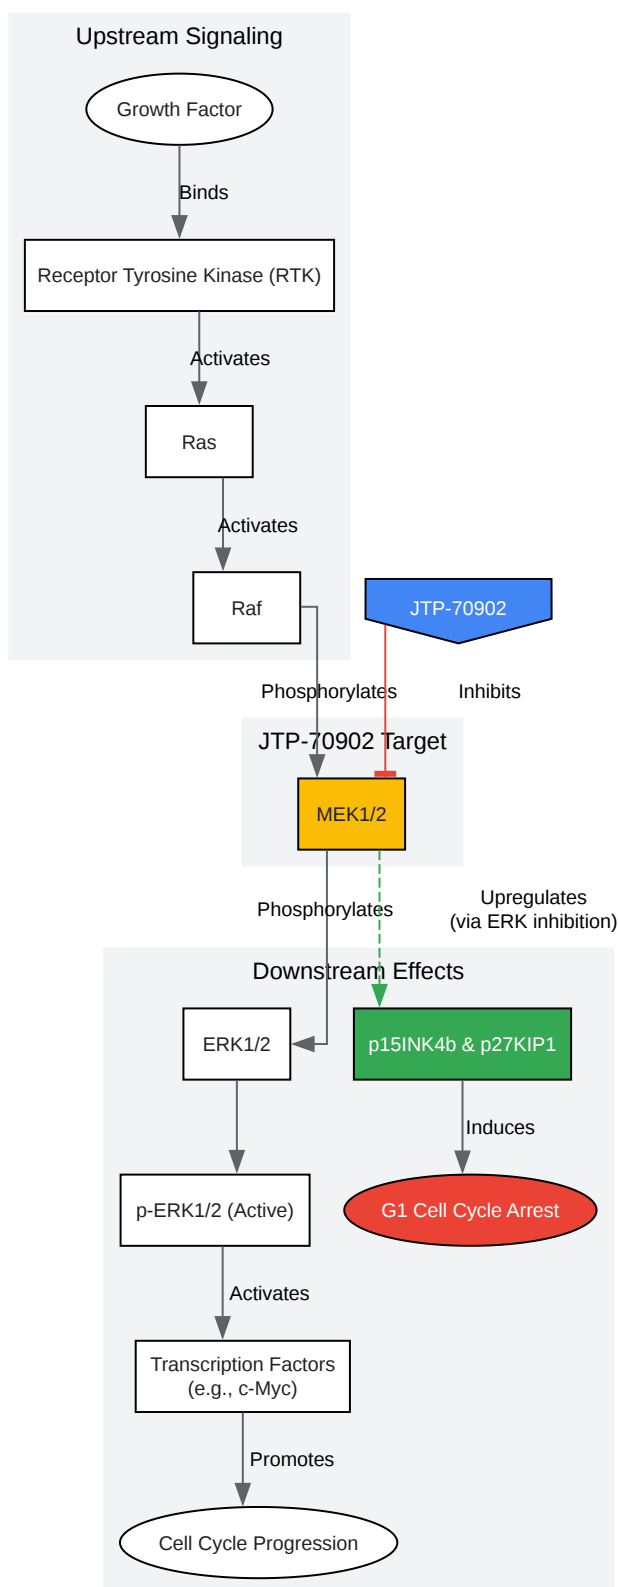 Upstream Signaling
Growth Factor
Binds
Receptor Tyrosine Kinase (RTK)
Activates
Ras
Activates
Raf
JTP-70902
Phosphorylates
Inhibits
JTP-70902 Target
MEK1/2
Phosphorylates
Upregulates
(via ERK inhibition)
Downstream Effects
ERK1/2
p15INK4b & p27KIP1
Induces
p-ERK1/2 (Active)
G1 Cell Cycle Arrest
Activates
Transcription Factors
(e.g., c-Myc)
Promotes
Cell Cycle Progression